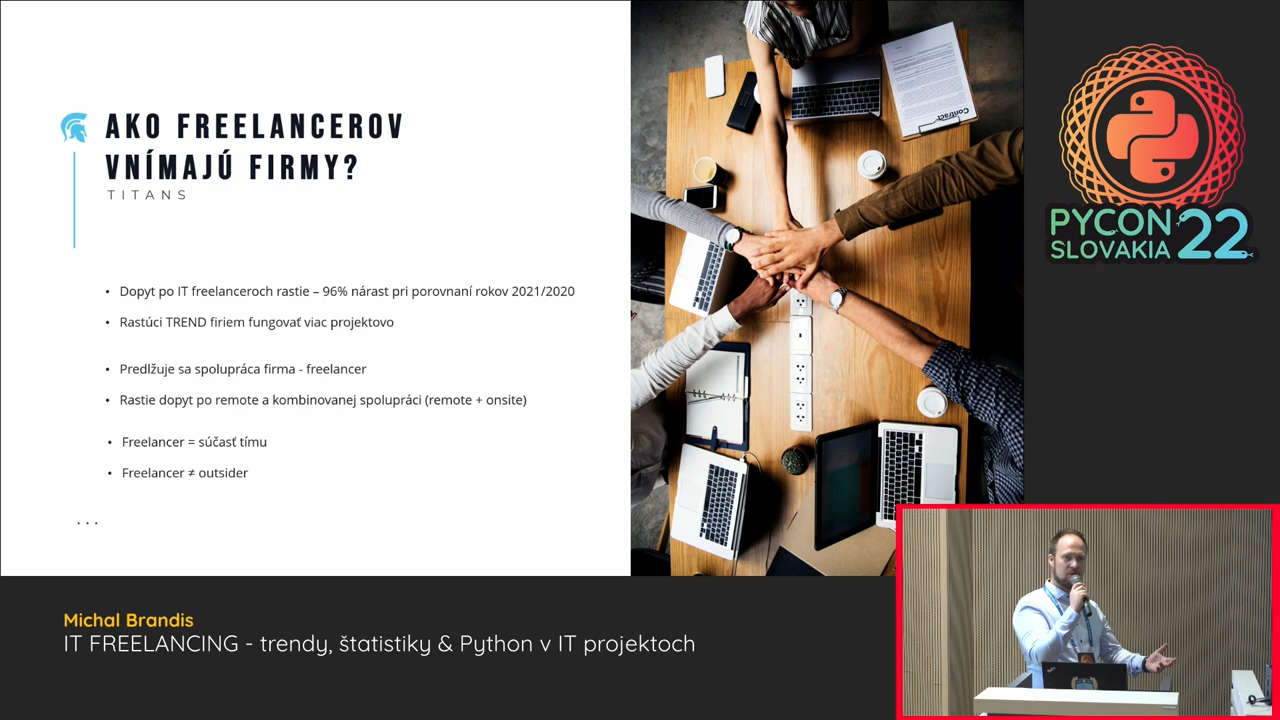 AKO FREELANCEROV
VNÍMAJÚ FIRMY?
TITANS
• Dopyt po IT freelanceroch rastie – 96% nárast pri porovnaní rokov 2021/2020
• Rastúci TREND firiem fungovať viac projektovo
• Predlžuje sa spolupráca firma - freelancer
• Rastie dopyt po remote a kombinovanej spolupráci (remote + onsite)
• Freelancer = súčasť tímu
• Freelancer ≠ outsider
. . .
Contract
PYCON
SLOVAKIA 22
Michal Brandis
IT FREELANCING - trendy, štatistiky & Python v IT projektoch